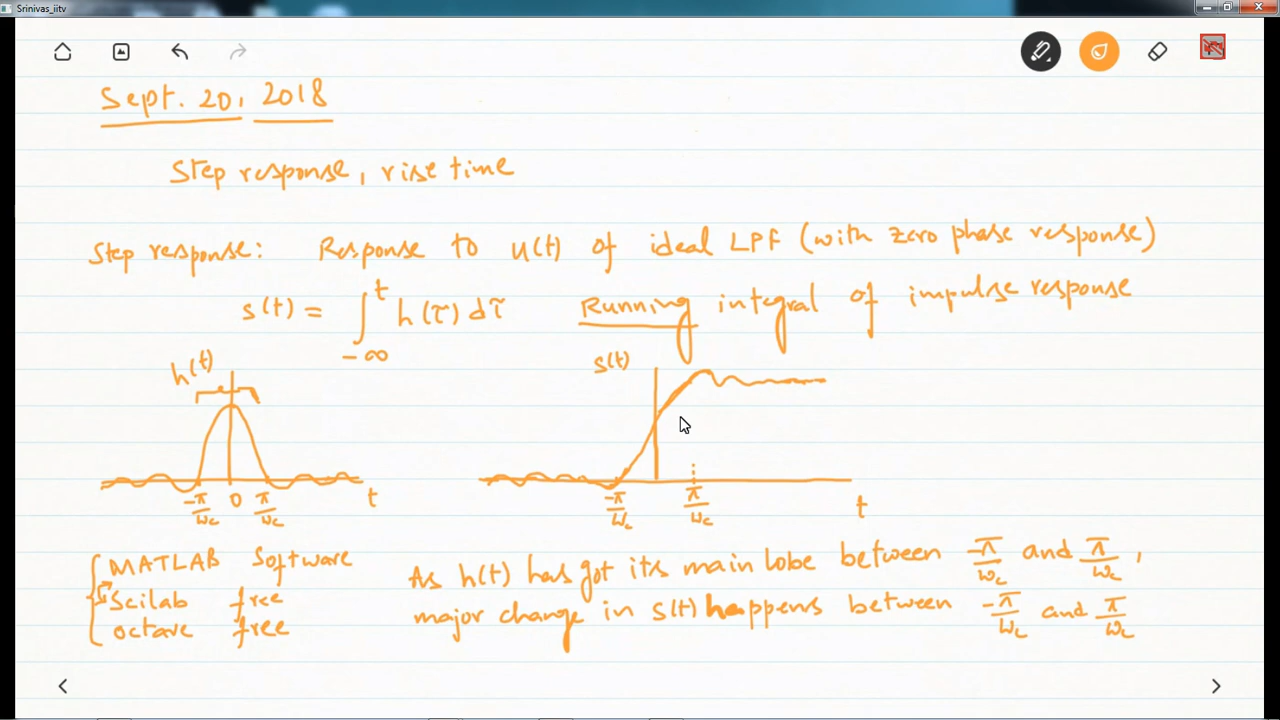 Srinivas_iitv
Sept. 20, 2018
Step response, rise time
Step response: Response to u(t) of ideal LPF (with zero phase response)
s(t) = ∫_{-∞}^{t} h(τ) dτ Running integral of impulse response
h(t)
-π/ωc 0 π/ωc t
s(t)
-π/ωc π/ωc t
MATLAB Software
Scilab free
octave free
As h(t) has got its main lobe between -π/ωc and π/ωc,
major change in s(t) happens between -π/ωc and π/ωc